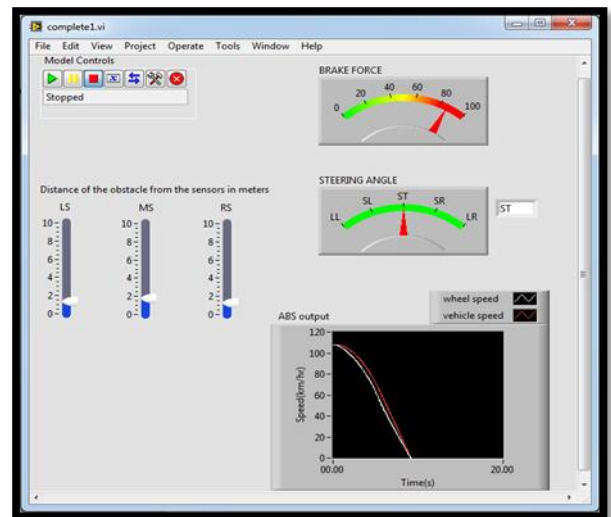 complete1.vi
File Edit View Project Operate Tools Window Help
Model Controls
Stopped
BRAKE FORCE
0 20 40 60 80 100
STEERING ANGLE
LL SL ST SR LR
ST
Distance of the obstacle from the sensors in meters
LS MS RS
10 10 10
8 8 8
6 6 6
4 4 4
2 2 2
0 0 0
wheel speed
vehicle speed
ABS output
120
100
80
60
40
20
0
Speed(km/hr)
00.00 20.00
Time(s)